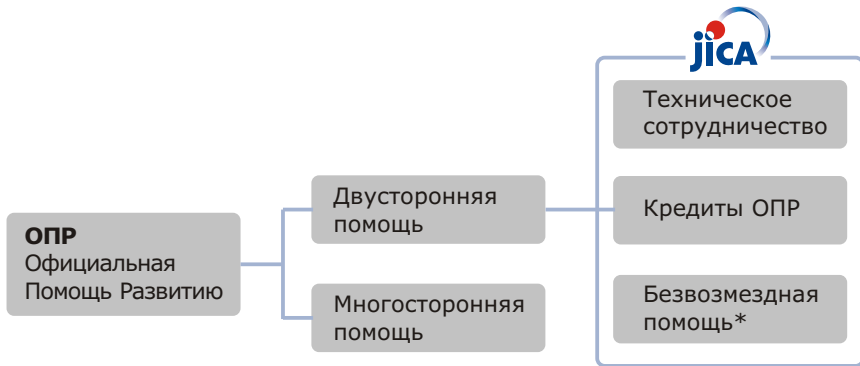 ОПР
Официальная
Помощь Развитию
Двусторонняя
помощь
Многосторонняя
помощь
jica
Техническое
сотрудничество
Кредиты ОПР
Безвозмездная
помощь*